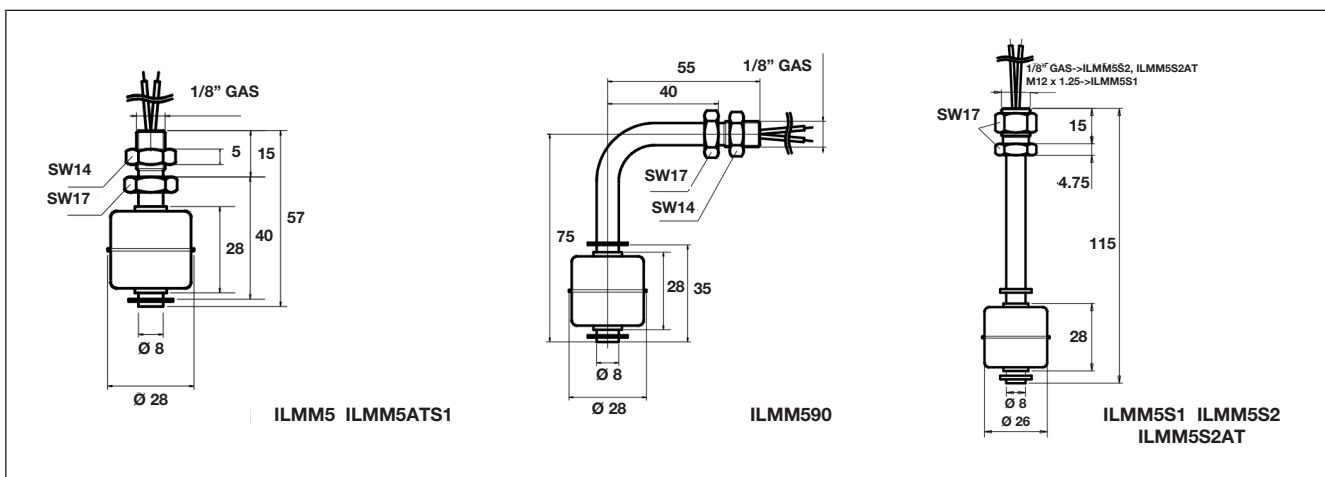 1/8” GAS
5
15
SW14
SW17
57
28
40
Ø 8
Ø 28
ILMM5 ILMM5ATS1
55
1/8” GAS
40
SW17
SW14
75
28
35
Ø 8
Ø 28
ILMM590
1/8” GAS->ILMM5S2, ILMM5S2AT
M12 x 1.25->ILMM5S1
SW17
15
4.75
115
28
Ø 8
Ø 26
ILMM5S1 ILMM5S2
ILMM5S2AT